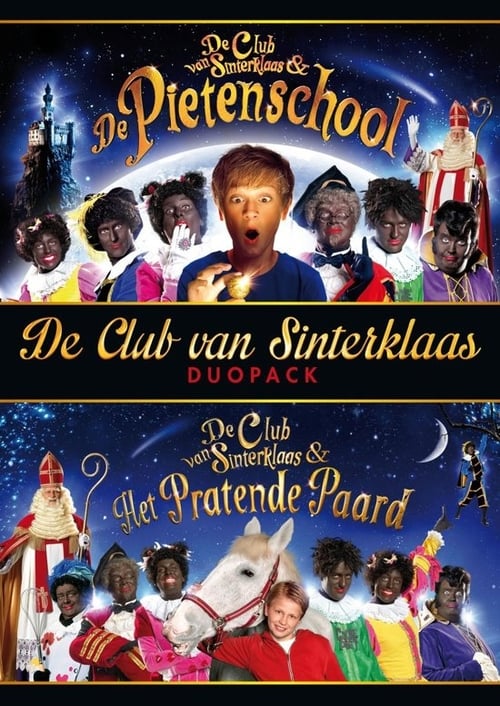 De Club
van Sinterklaas &
De Pietenschool
De Club van Sinterklaas
DUOPACK
De Club
van Sinterklaas &
Het Pratende Paard